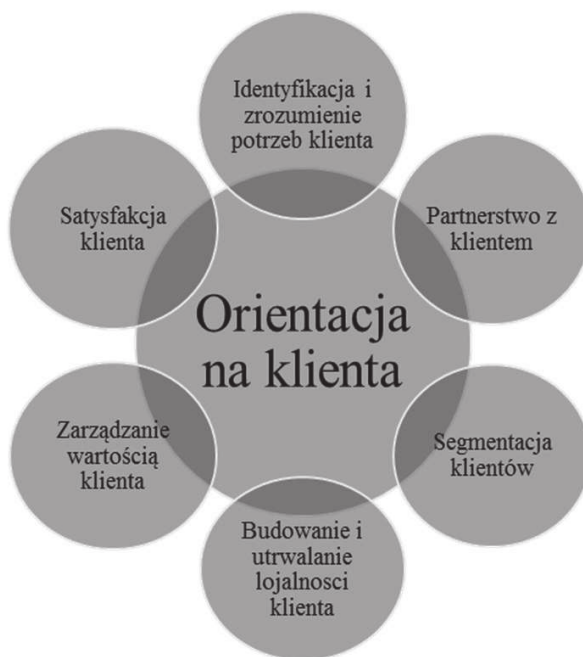 Identyfikacja i
zrozumienie
potrzeb klienta
Partnerstwo z
klientem
Segmentacja
klientów
Budowanie i
utrwalanie
lojalnosci
klienta
Zarządzanie
wartością
klienta
Satysfakcja
klienta
Orientacja
na klienta